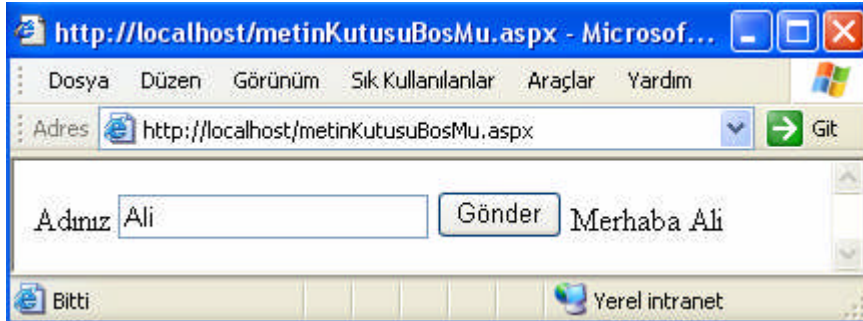 http://localhost/metinKutusuBosMu.aspx - Microsof...
Dosya Düzen Görünüm Sık Kullanılanlar Araçlar Yardım
Adres http://localhost/metinKutusuBosMu.aspx Git
Adınız Ali Gönder Merhaba Ali
Bitti Yerel intranet